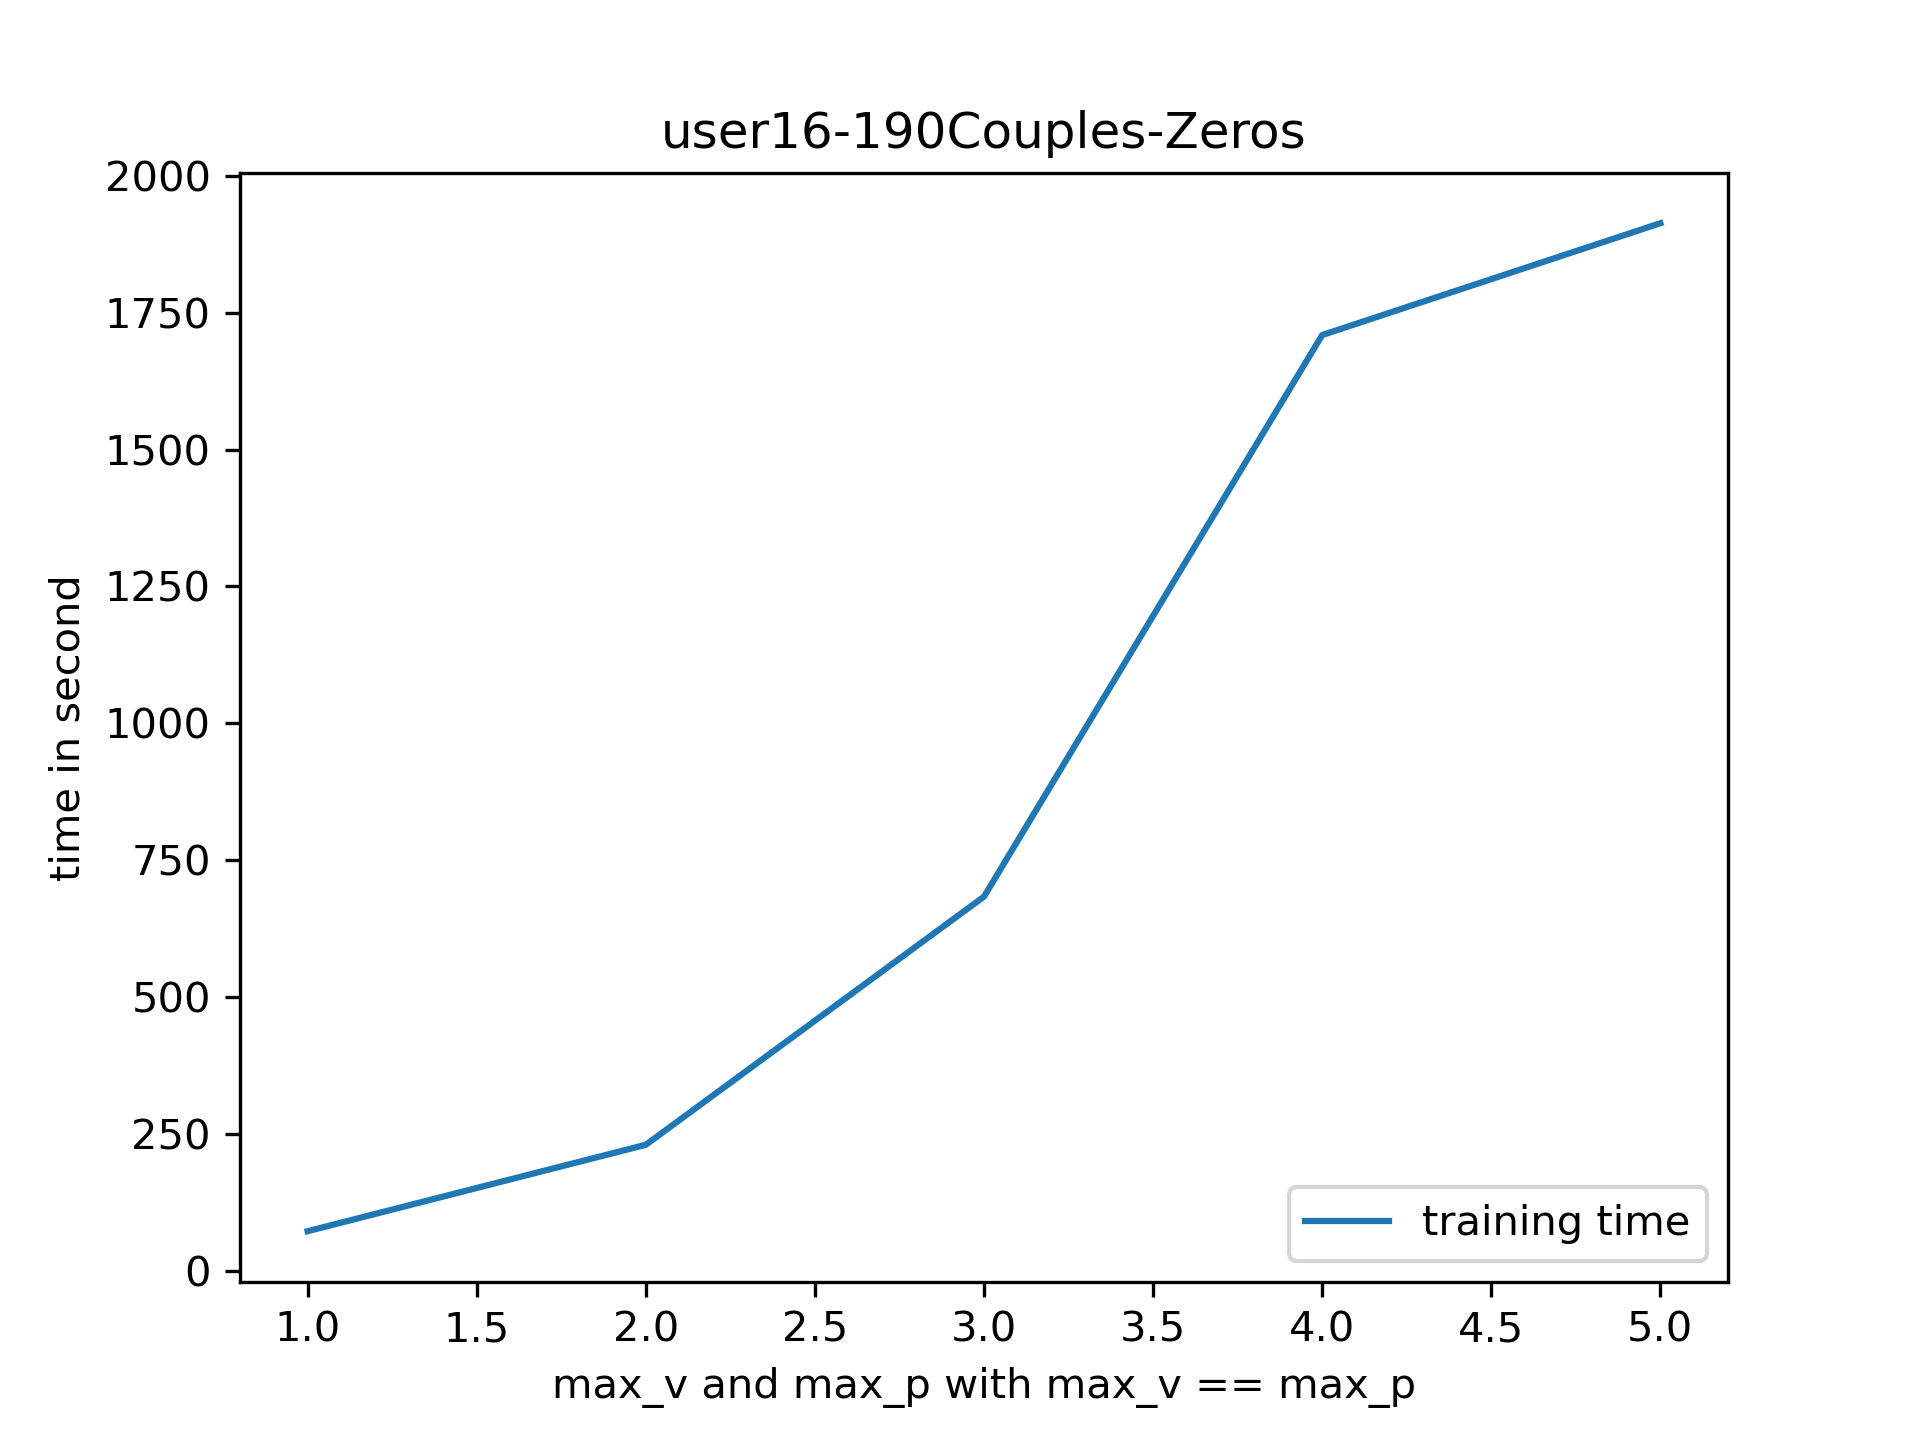 user16-190Couples-Zeros
2000
1750
1500
1250
1000
750
500
250
0
time in second
training time
1.0 1.5 2.0 2.5 3.0 3.5 4.0 4.5 5.0
max_v and max_p with max_v == max_p